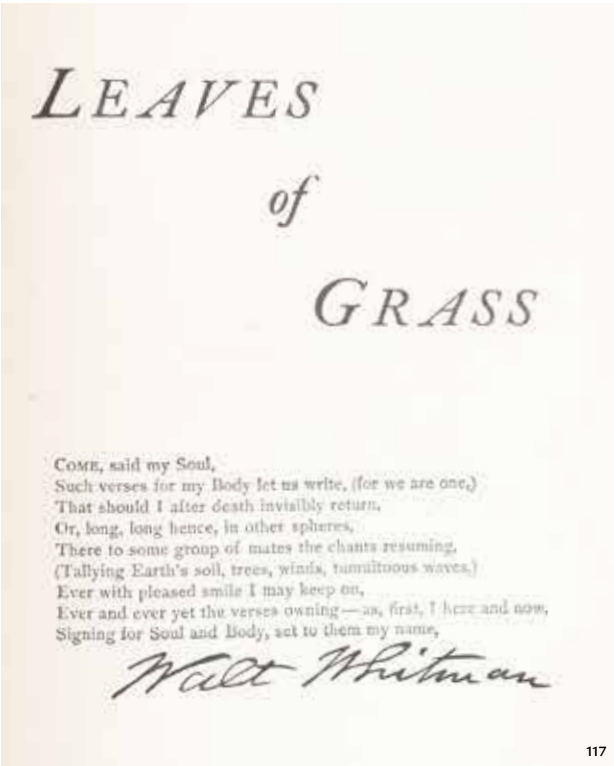 LEAVES
of
GRASS
COME, said my Soul,
Such verses for my Body let us write, (for we are one,)
That should I after death invisibly return,
Or, long, long hence, in other spheres,
There to some group of mates the chants resuming,
(Tallying Earth's soil, trees, winds, tumultuous waves,)
Ever with pleased smile I may keep on,
Ever and ever yet the verses owning—as, first, I here and now,
Signing for Soul and Body, set to them my name,
Walt Whitman
117